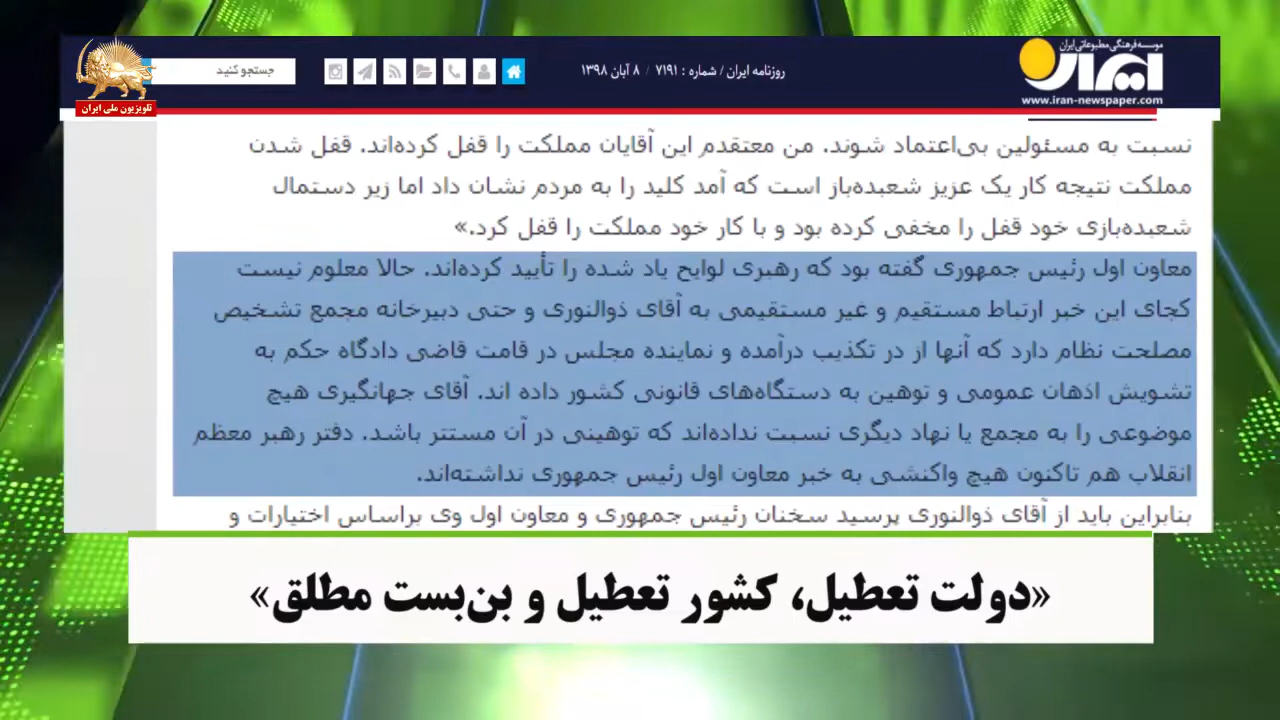 موسسه فرهنگی مطبوعاتی ایران
ایران
www.iran-newspaper.com
روزنامه ایران / شماره : ۷۱۹۱ / ۸ آبان ۱۳۹۸
جستجو کنید
تلویزیون ملی ایران
نسبت به مسئولین بی‌اعتماد شوند. من معتقدم این آقایان مملکت را قفل کرده‌اند. قفل شدن
مملکت نتیجه کار یک عزیز شعبده‌باز است که آمد کلید را به مردم نشان داد اما زیر دستمال
شعبده‌بازی خود قفل را مخفی کرده بود و با کار خود مملکت را قفل کرد.»
معاون اول رئیس جمهوری گفته بود که رهبری لوایح یاد شده را تأیید کرده‌اند. حالا معلوم نیست
کجای این خبر ارتباط مستقیم و غیر مستقیمی به آقای ذوالنوری و حتی دبیرخانه مجمع تشخیص
مصلحت نظام دارد که آنها از در تکذیب درآمده و نماینده مجلس در قامت قاضی دادگاه حکم به
تشویش اذهان عمومی و توهین به دستگاه‌های قانونی کشور داده اند. آقای جهانگیری هیچ
موضوعی را به مجمع یا نهاد دیگری نسبت نداده‌اند که توهینی در آن مستتر باشد. دفتر رهبر معظم
انقلاب هم تاکنون هیچ واکنشی به خبر معاون اول رئیس جمهوری نداشته‌اند.
بنابراین باید از آقای ذوالنوری پرسید سخنان رئیس جمهوری و معاون اول وی براساس اختیارات و
«دولت تعطیل، کشور تعطیل و بن‌بست مطلق»